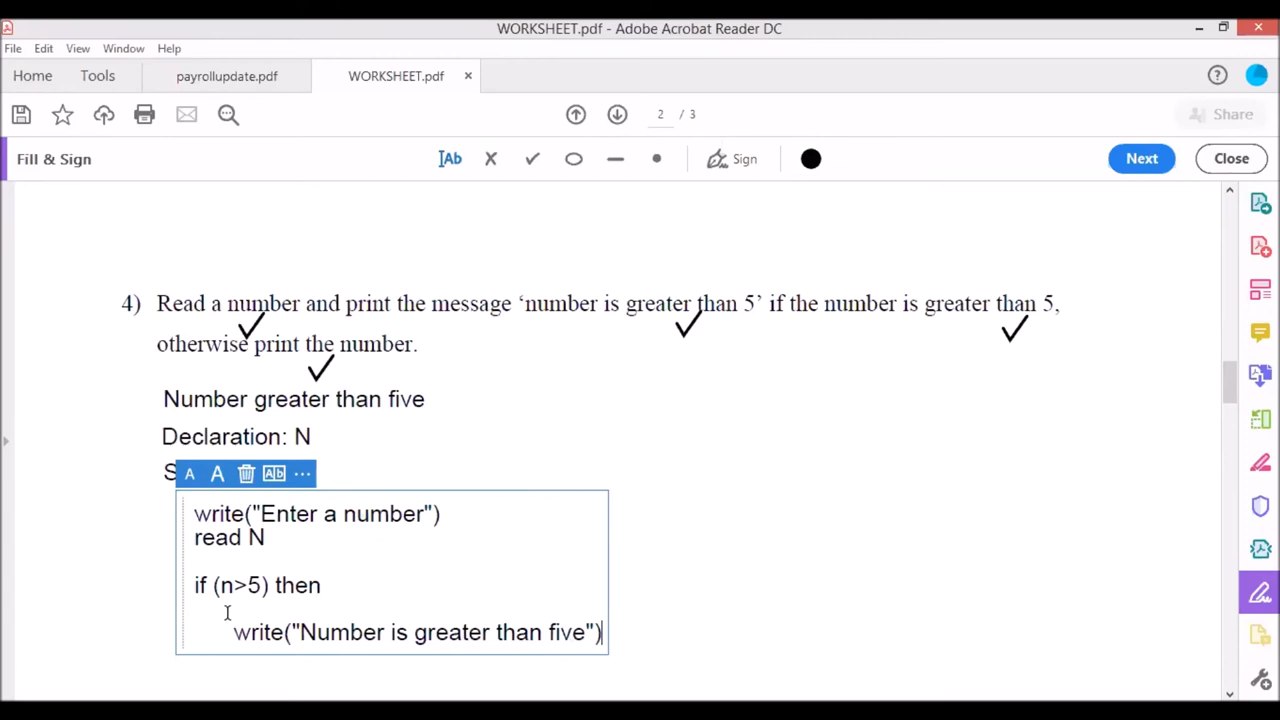 WORKSHEET.pdf - Adobe Acrobat Reader DC
File Edit View Window Help
Home Tools payrollupdate.pdf WORKSHEET.pdf ×
2 / 3
Share
Fill & Sign
Ab
Sign
Next
Close
4) Read a number and print the message ‘number is greater than 5’ if the number is greater than 5,
otherwise print the number.
Number greater than five
Declaration: N
S
A A Ab ...
write("Enter a number")
read N
if (n>5) then
write("Number is greater than five")